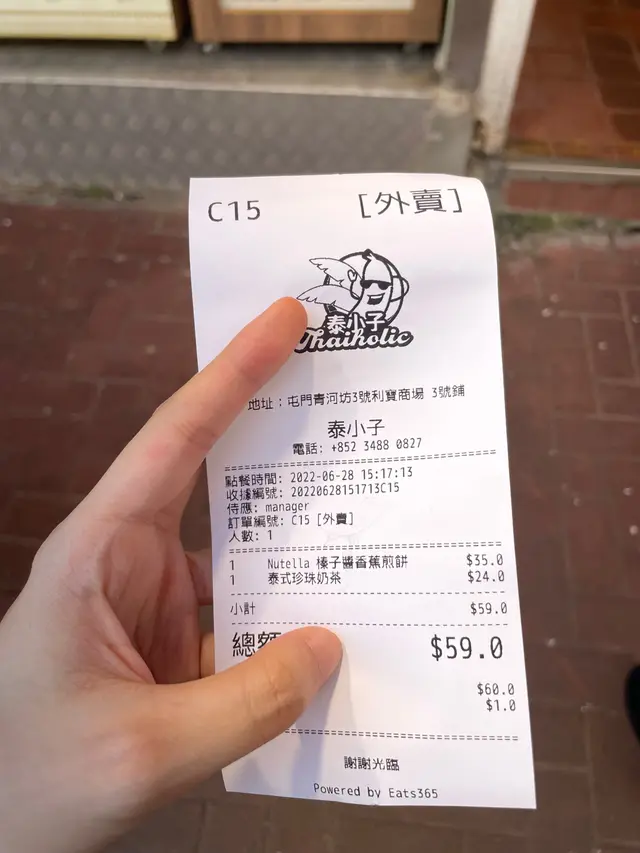 C15 [外賣]
泰小子
Thaiholic
地址：屯門青河坊3號利寶商場 3號鋪
泰小子
電話: +852 3488 0827
點餐時間: 2022-06-28 15:17:13
收據編號: 20220628151713C15
侍應: manager
訂單編號: C15 [外賣]
人數: 1
1 Nutella 榛子醬香蕉煎餅 $35.0
1 泰式珍珠奶茶 $24.0
小計 $59.0
總額 $59.0
$60.0
$1.0
謝謝光臨
Powered by Eats365